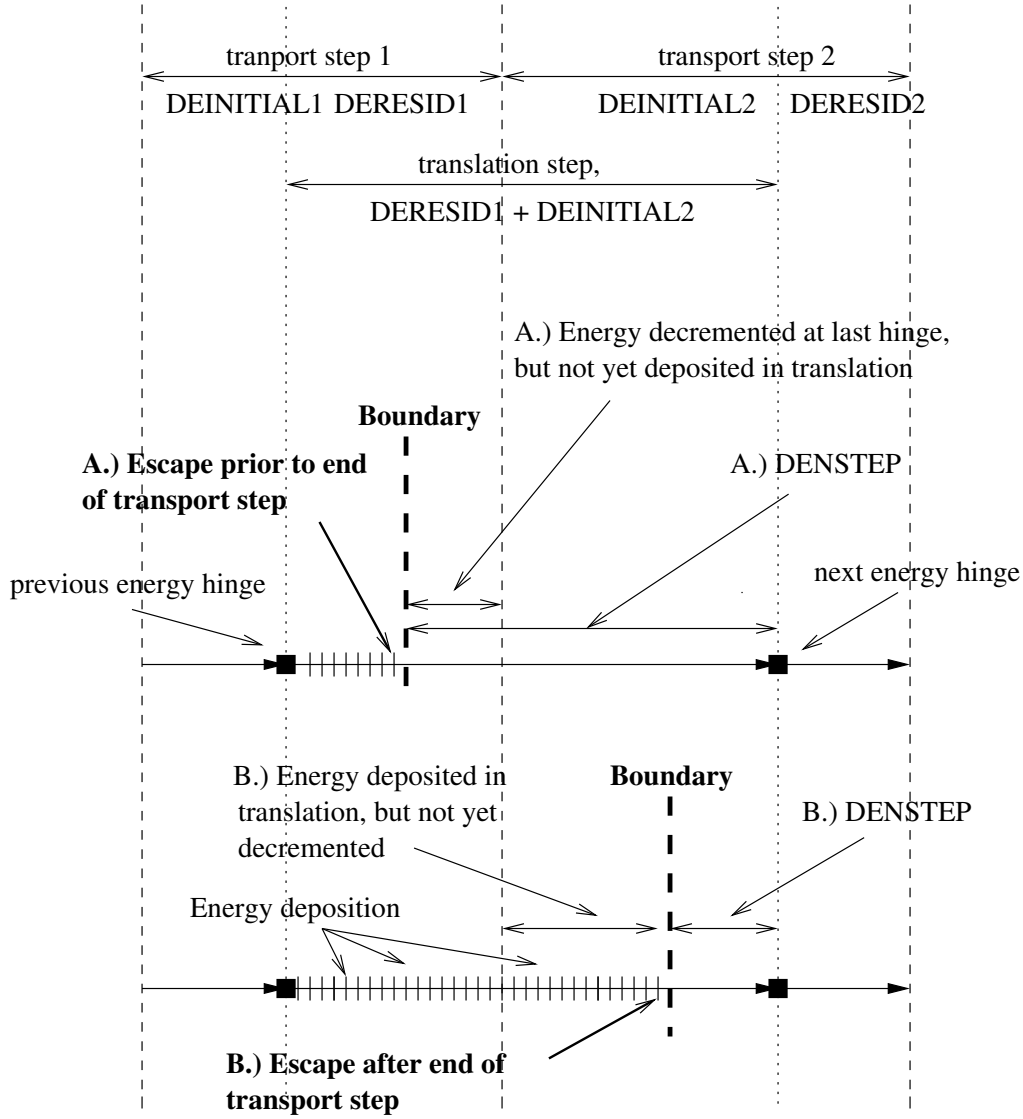 tranport step 1
transport step 2
DEINITIAL1 DERESID1
DEINITIAL2
DERESID2
translation step,
DERESID1 + DEINITIAL2
A.) Energy decremented at last hinge,
but not yet deposited in translation
Boundary
A.) Escape prior to end
of transport step
A.) DENSTEP
previous energy hinge
next energy hinge
B.) Energy deposited in
translation, but not yet
decremented
Boundary
B.) DENSTEP
Energy deposition
B.) Escape after end of
transport step